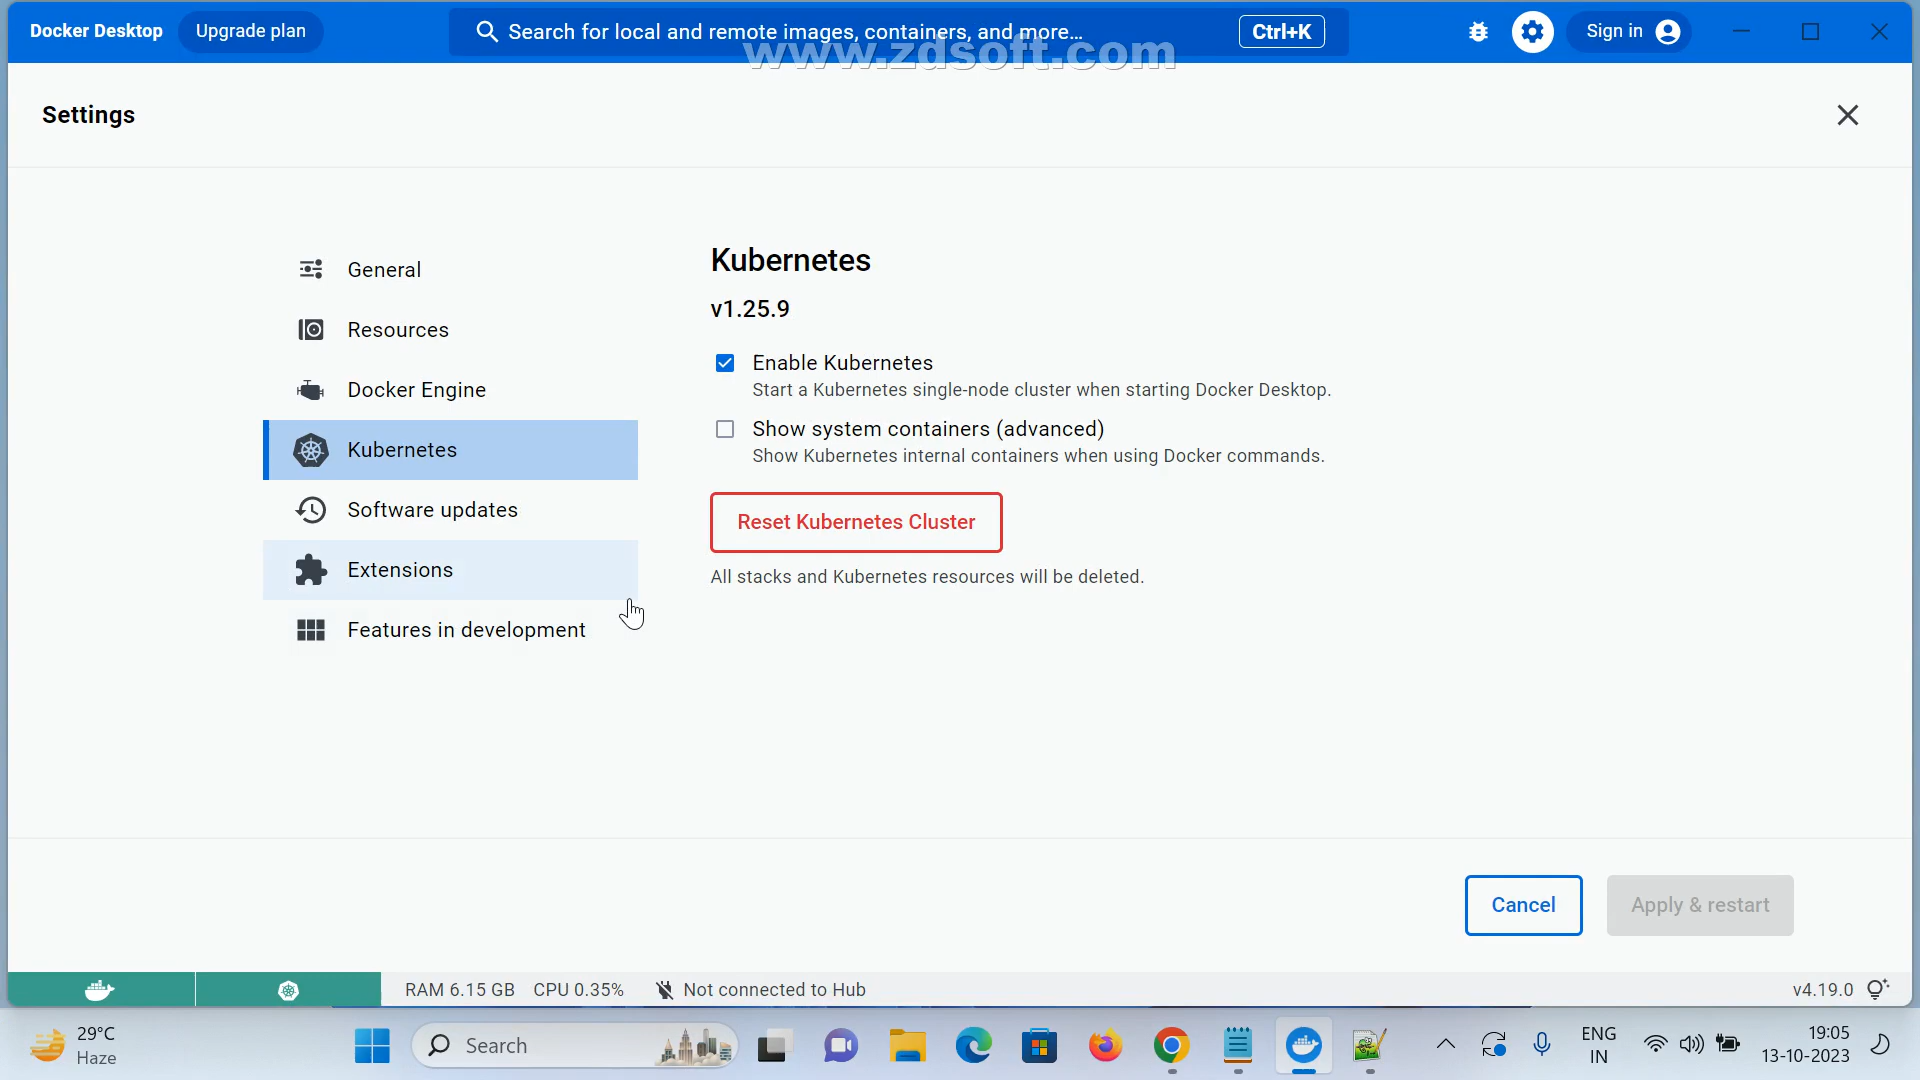 Docker Desktop
Upgrade plan
Search for local and remote images, containers, and more...
Ctrl+K
Sign in
www.zdsoft.com
Settings
General
Resources
Docker Engine
Kubernetes
Software updates
Extensions
Features in development
Kubernetes
v1.25.9
Enable Kubernetes
Start a Kubernetes single-node cluster when starting Docker Desktop.
Show system containers (advanced)
Show Kubernetes internal containers when using Docker commands.
Reset Kubernetes Cluster
All stacks and Kubernetes resources will be deleted.
Cancel
Apply & restart
RAM 6.15 GB CPU 0.35% Not connected to Hub
v4.19.0
29°C
Haze
Search
ENG
IN
19:05
13-10-2023